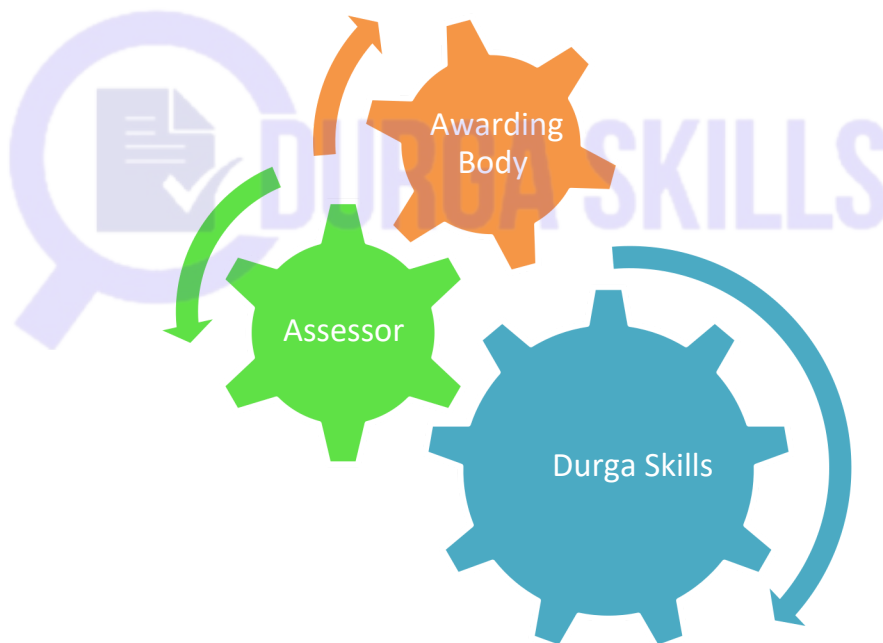 Awarding
Body
DURGA SKILLS
Assessor
Durga Skills